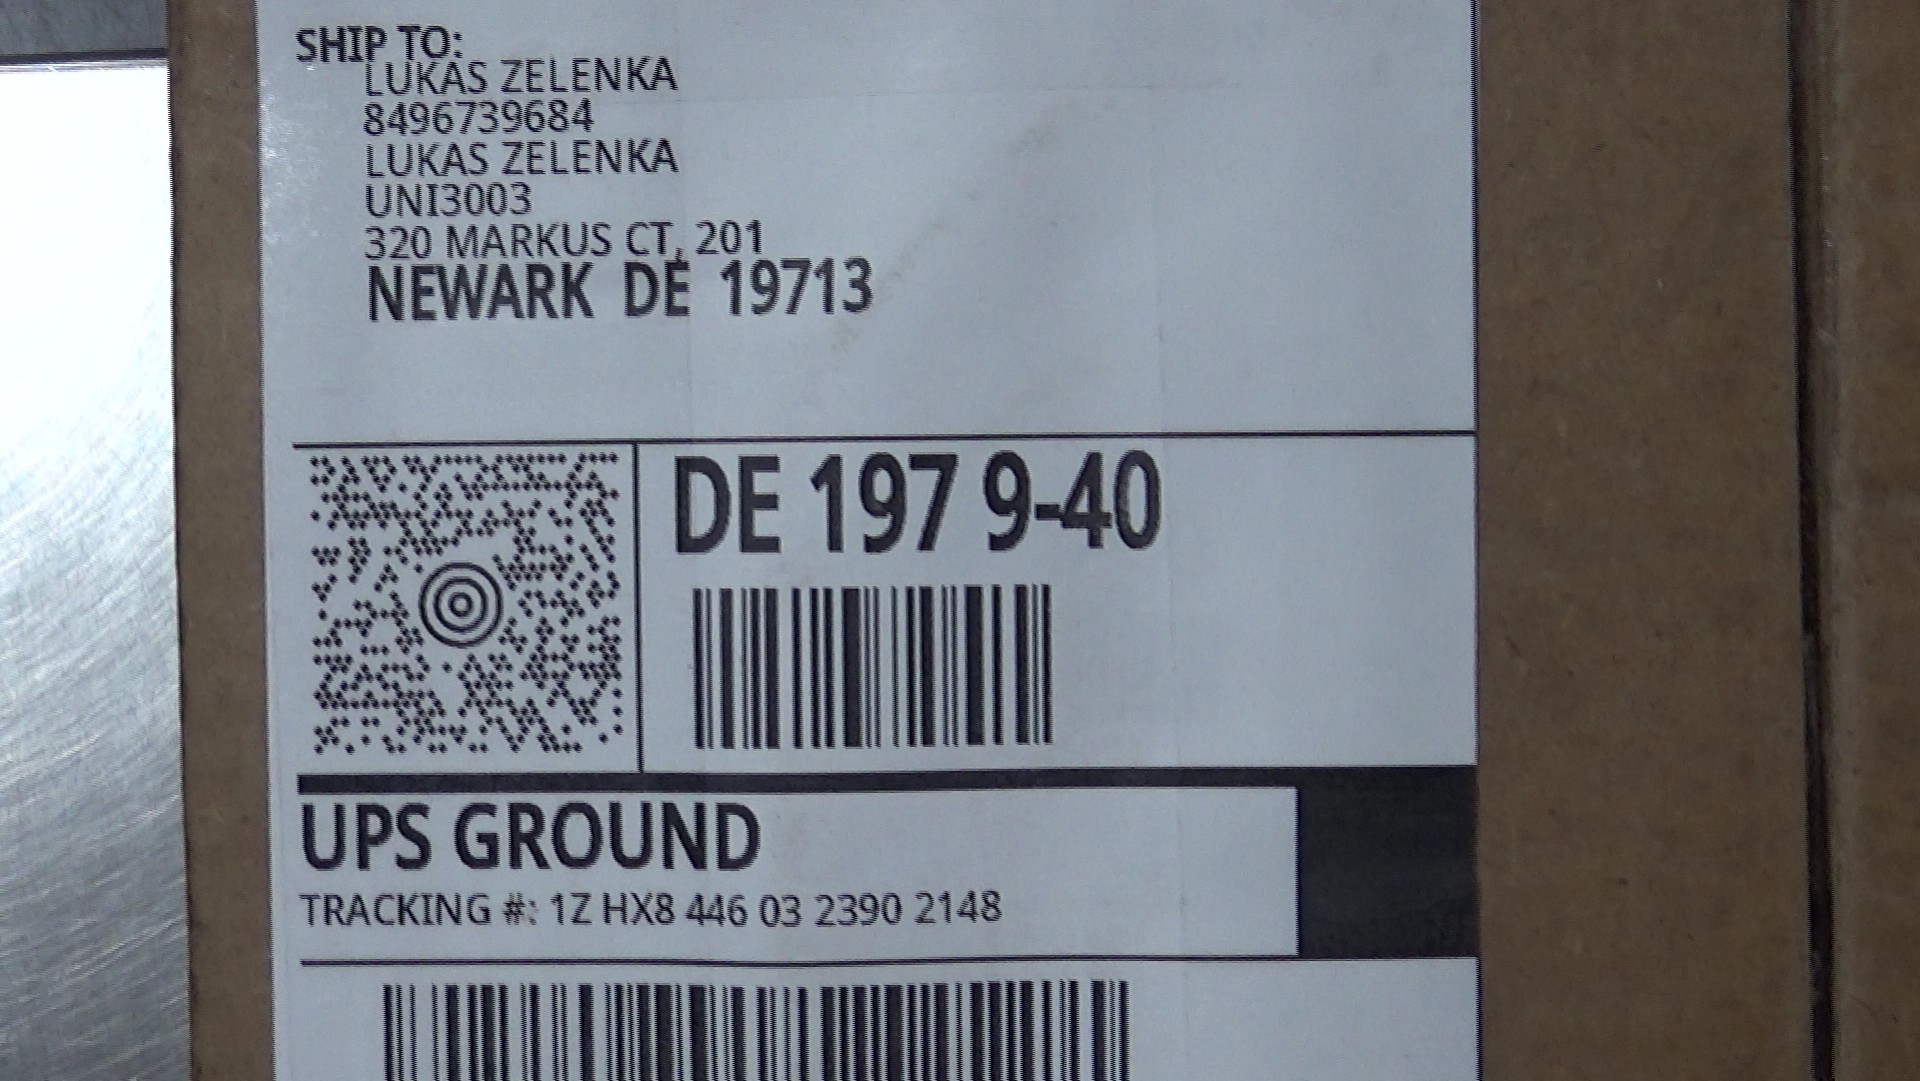 SHIP TO:
LUKAS ZELENKA
8496739684
LUKAS ZELENKA
UNI3003
320 MARKUS CT, 201
NEWARK DE 19713
DE 197 9-40
UPS GROUND
TRACKING #: 1Z HX8 446 03 2390 2148